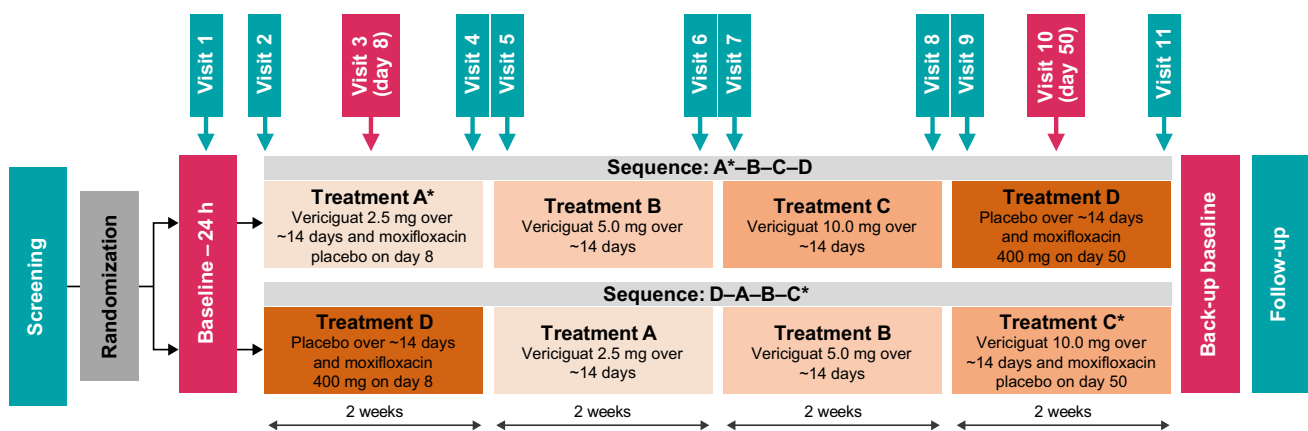 Visit 1
Visit 2
Visit 3
(day 8)
Visit 4
Visit 5
Visit 6
Visit 7
Visit 8
Visit 9
Visit 10
(day 50)
Visit 11
Screening
Randomization
Baseline – 24 h
Sequence: A*–B–C–D
Treatment A*
Vericiguat 2.5 mg over
~14 days and moxifloxacin
placebo on day 8
Treatment B
Vericiguat 5.0 mg over
~14 days
Treatment C
Vericiguat 10.0 mg over
~14 days
Treatment D
Placebo over ~14 days
and moxifloxacin
400 mg on day 50
Sequence: D–A–B–C*
Treatment D
Placebo over ~14 days
and moxifloxacin
400 mg on day 8
Treatment A
Vericiguat 2.5 mg over
~14 days
Treatment B
Vericiguat 5.0 mg over
~14 days
Treatment C*
Vericiguat 10.0 mg over
~14 days and moxifloxacin
placebo on day 50
Back-up baseline
Follow-up
2 weeks
2 weeks
2 weeks
2 weeks